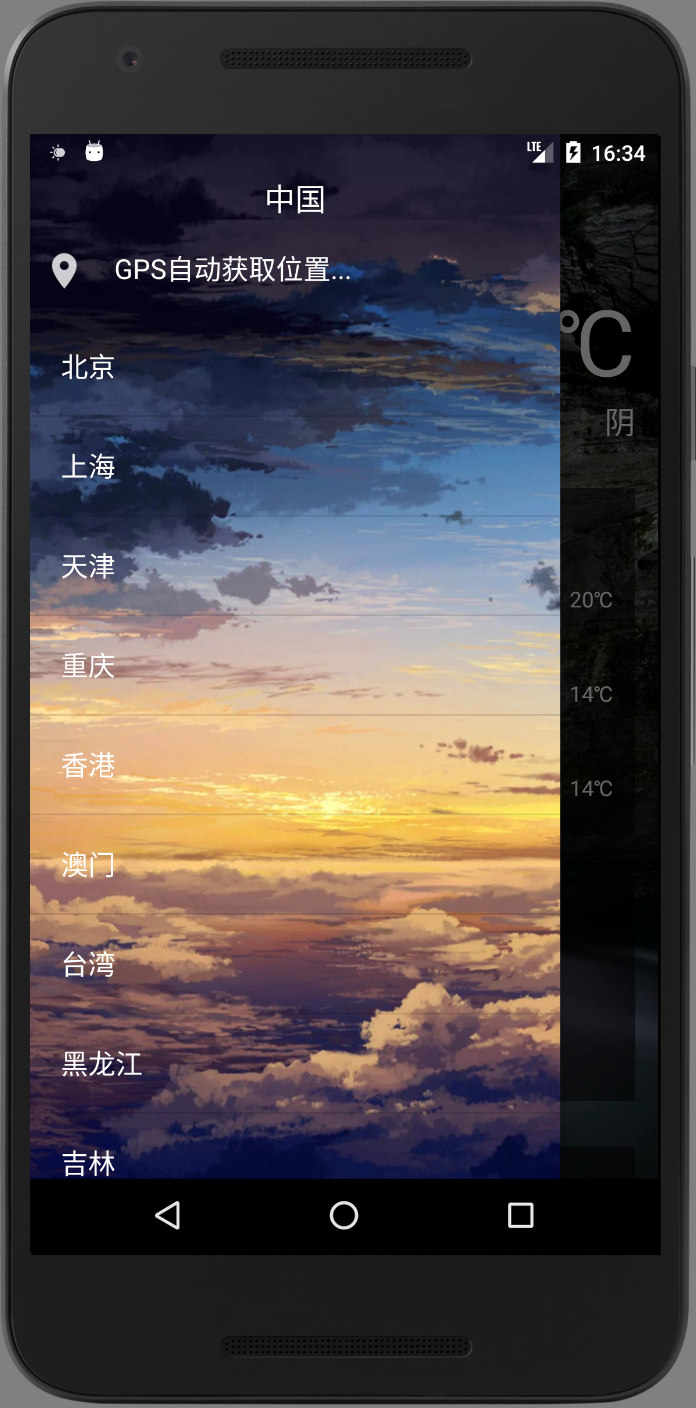 LTE 16:34
中国
GPS自动获取位置...
℃
北京
阴
上海
天津
20℃
重庆
14℃
香港
14℃
澳门
台湾
黑龙江
吉林